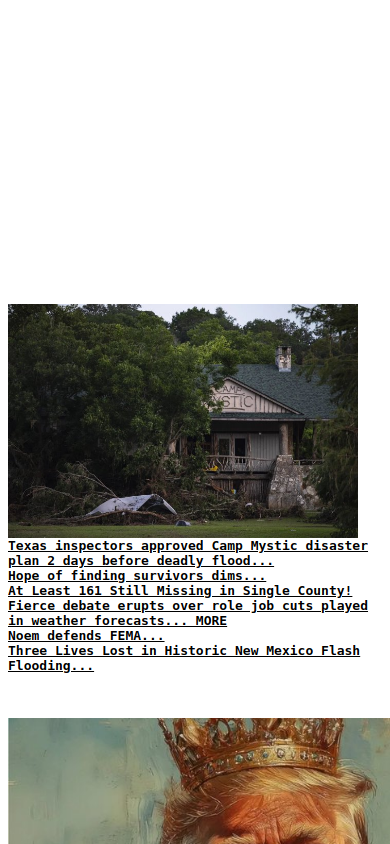 CAMP
MYSTIC
Texas inspectors approved Camp Mystic disaster
plan 2 days before deadly flood...
Hope of finding survivors dims...
At Least 161 Still Missing in Single County!
Fierce debate erupts over role job cuts played
in weather forecasts... MORE
Noem defends FEMA...
Three Lives Lost in Historic New Mexico Flash
Flooding...